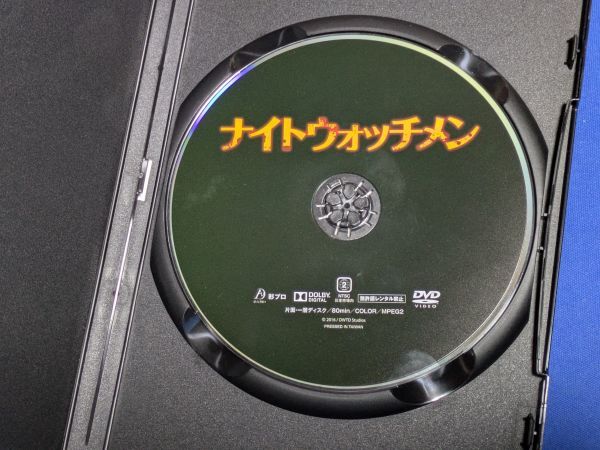 ナイトウォッチメン
彩プロ DOLBY DIGITAL 2 NTSC 日本市場向 無許諾レンタル禁止 DVD VIDEO
片面・一層ディスク/80min/COLOR/MPEG2
© 2016 / DWTD Studios
PRESSED IN TAIWAN